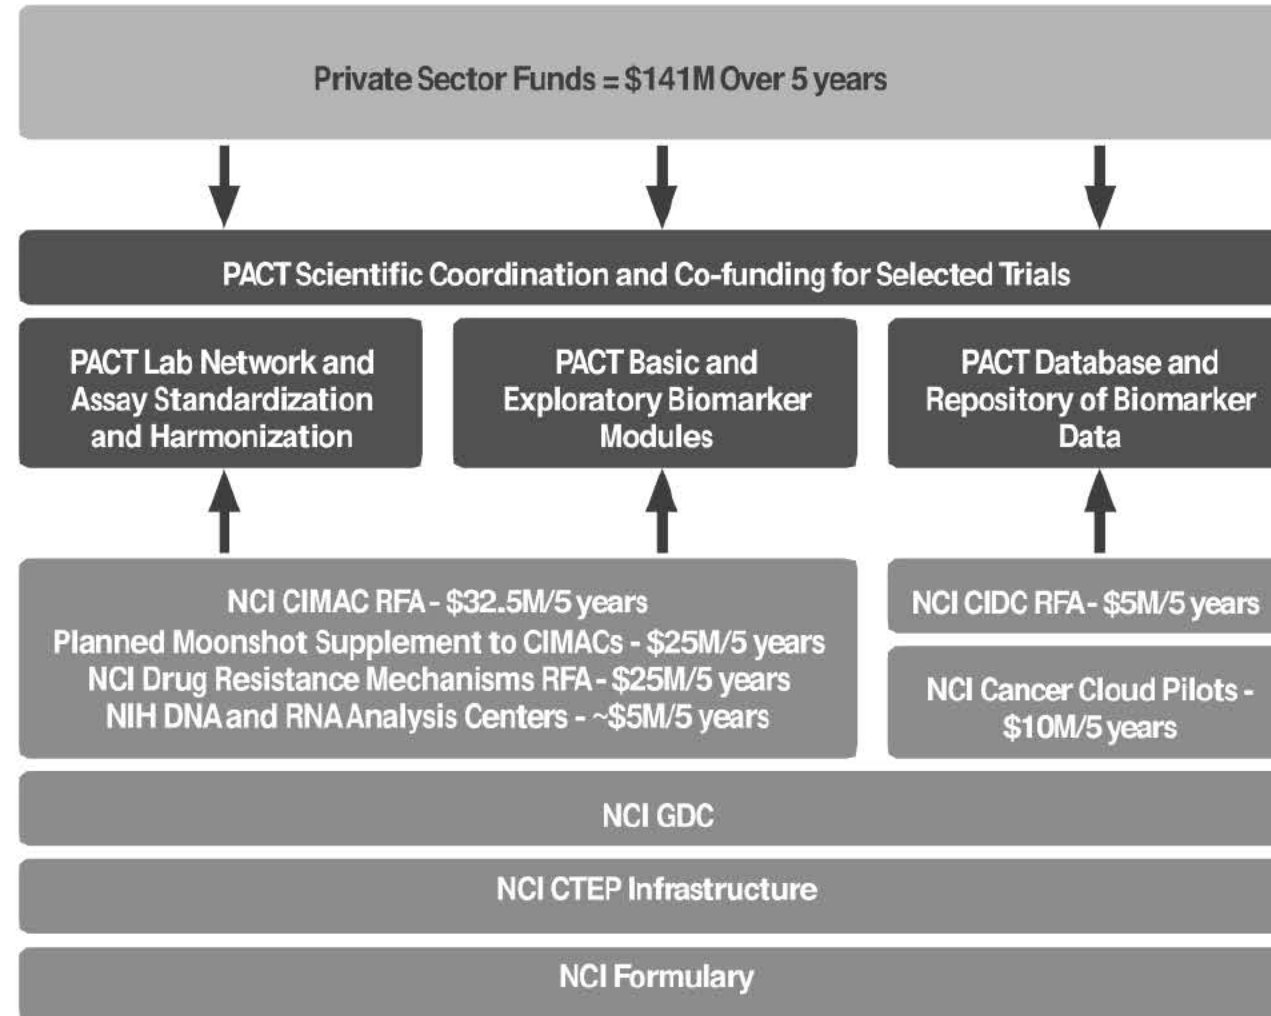 Private Sector Funds = $141M Over 5 years
PACT Scientific Coordination and Co-funding for Selected Trials
PACT Lab Network and
Assay Standardization
and Harmonization
PACT Basic and
Exploratory Biomarker
Modules
PACT Database and
Repository of Biomarker
Data
NCI CIMAC RFA - $32.5M/5 years
Planned Moonshot Supplement to CIMACs - $25M/5 years
NCI Drug Resistance Mechanisms RFA - $25M/5 years
NIH DNA and RNA Analysis Centers - ~$5M/5 years
NCI CIDC RFA - $5M/5 years
NCI Cancer Cloud Pilots -
$10M/5 years
NCI GDC
NCI CTEP Infrastructure
NCI Formulary